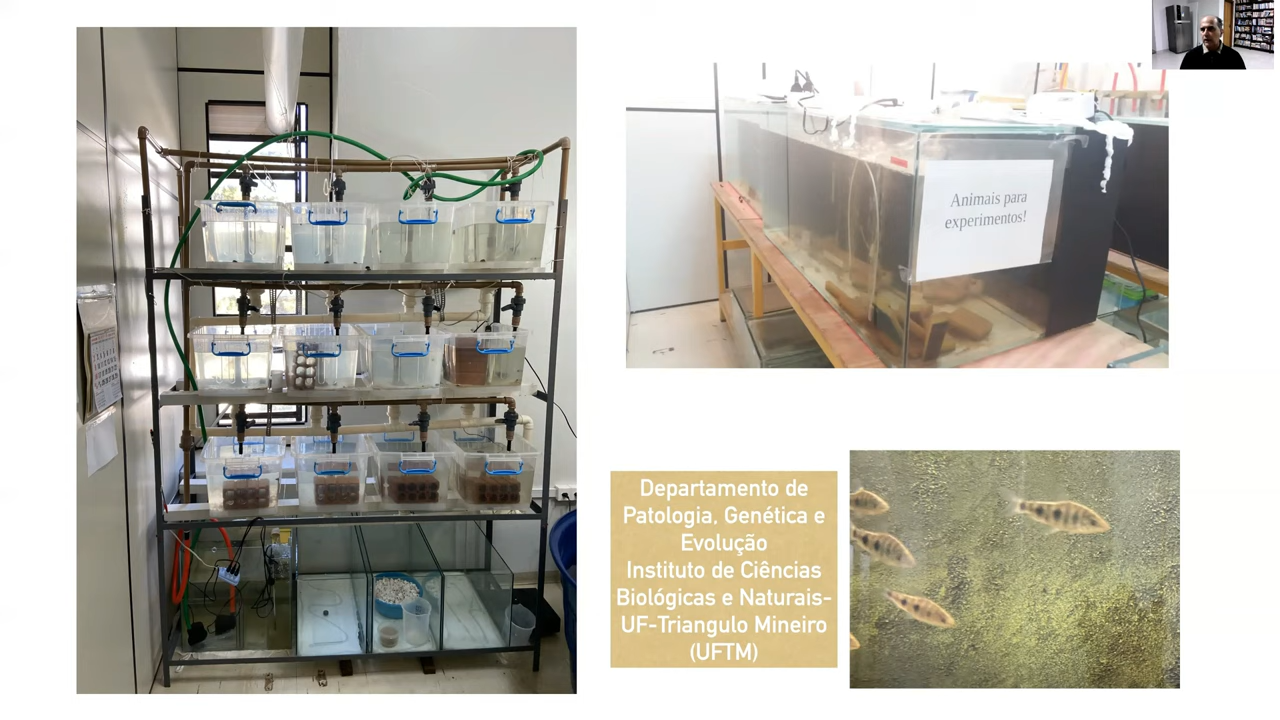 Animais para
experimentos!
Departamento de
Patologia, Genética e
Evolução
Instituto de Ciências
Biológicas e Naturais-
UF-Triangulo Mineiro
(UFTM)